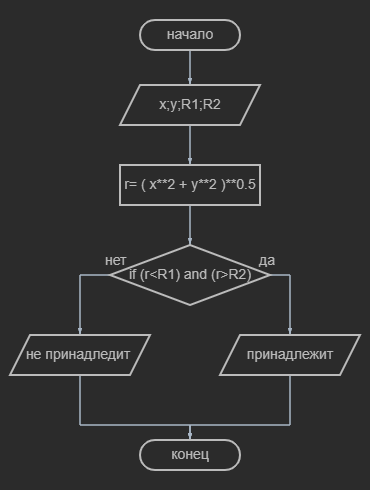 начало
x;y;R1;R2
r= ( x**2 + y**2 )**0.5
нет
да
if (r<R1) and (r>R2)
не принадледит
принадлежит
конец